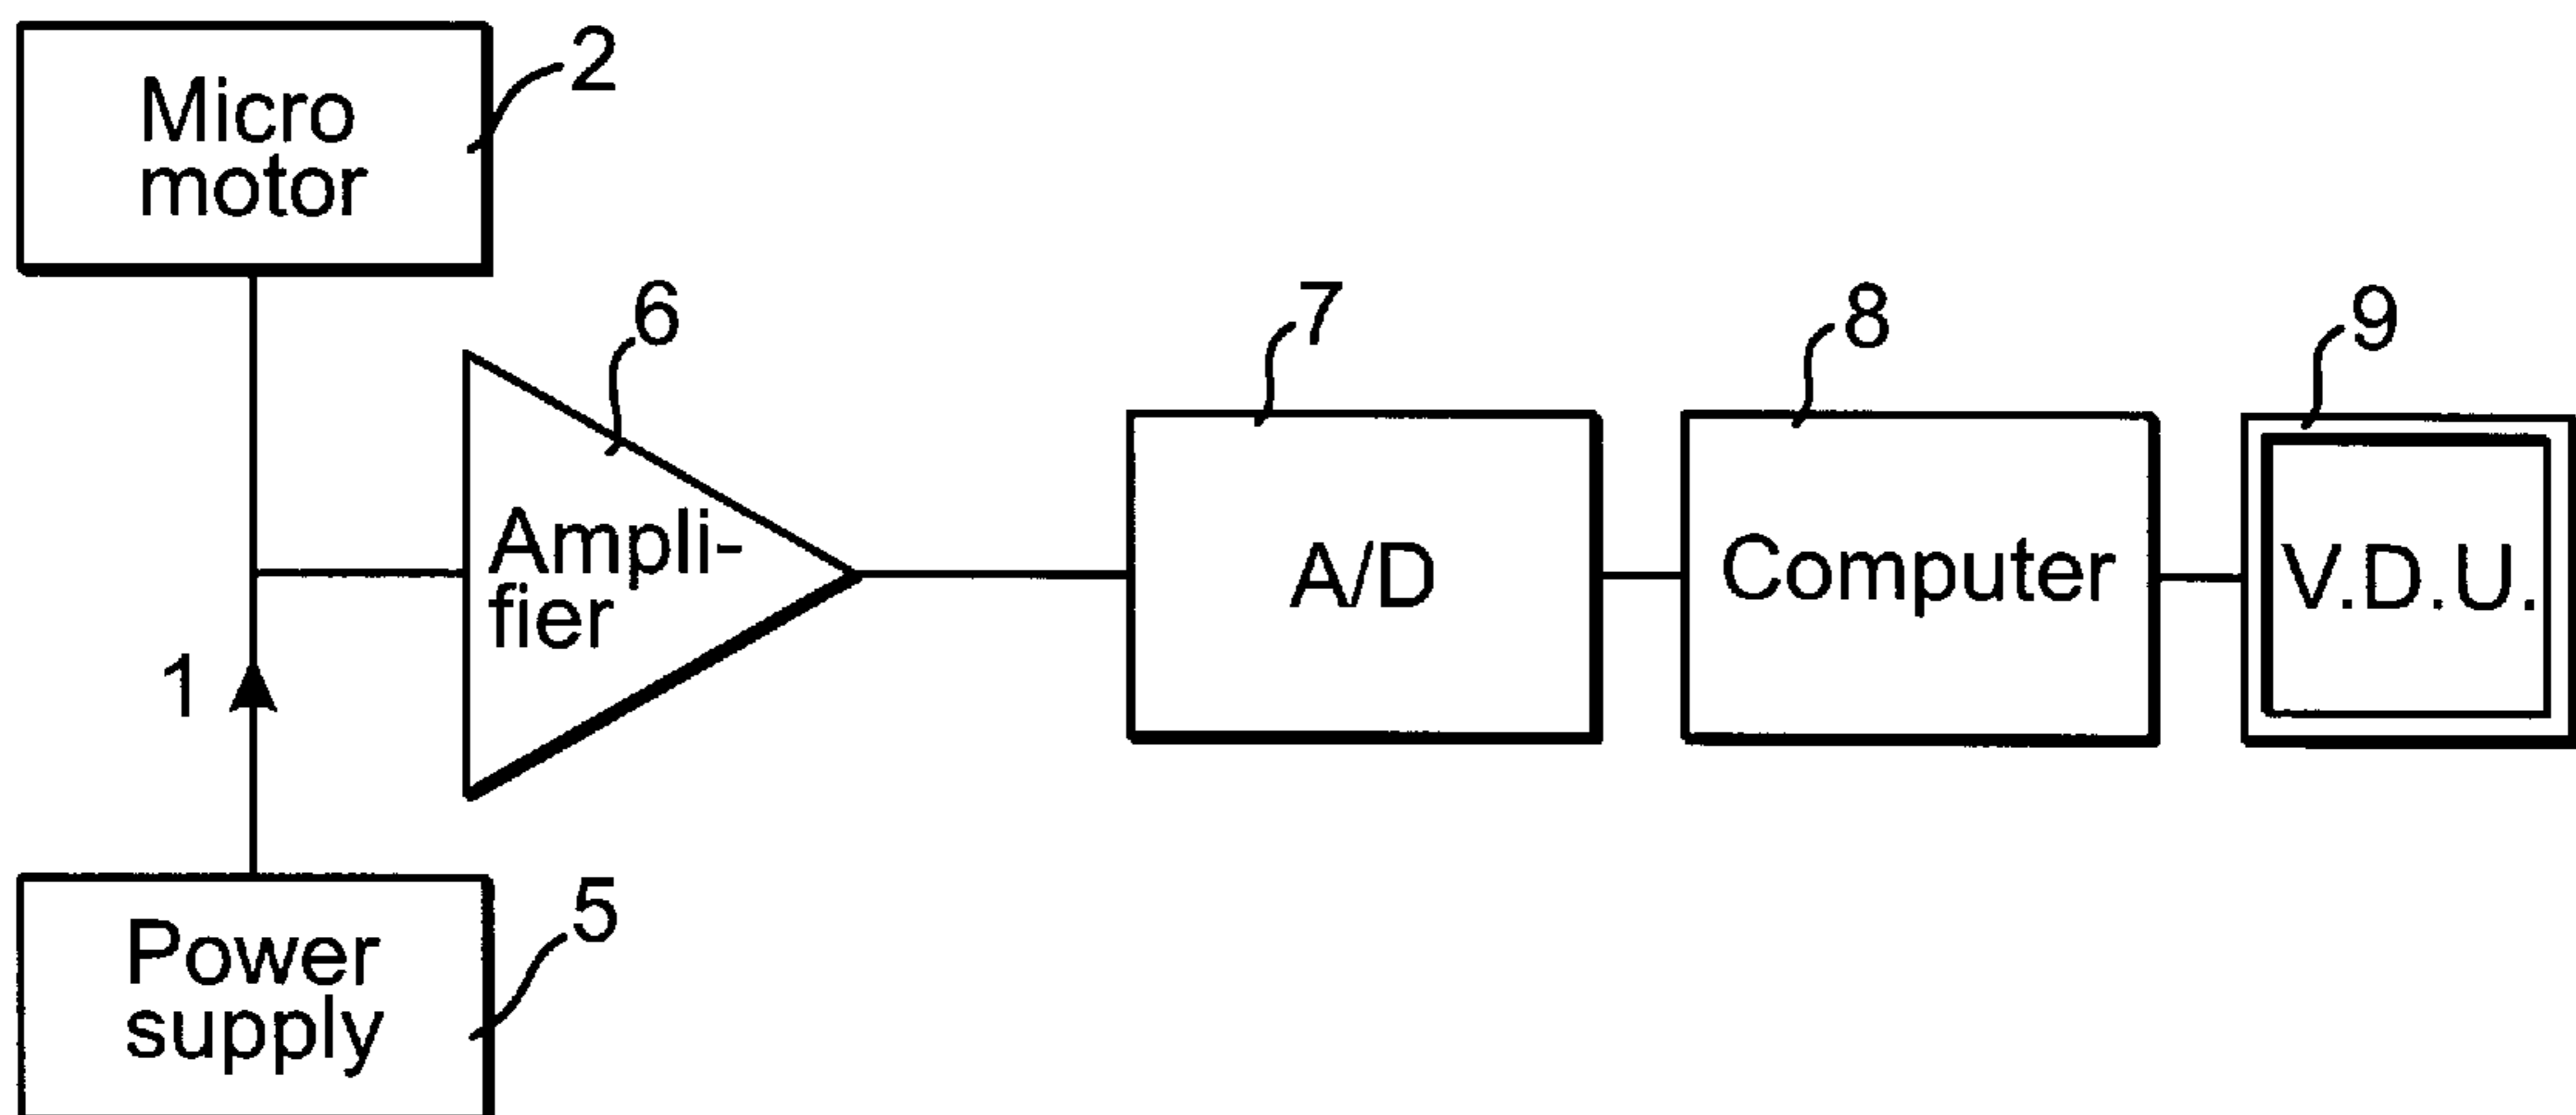 Micro
motor
2
6
Ampli-
fier
7
A/D
8
Computer
9
V.D.U.
1
Power
supply
5